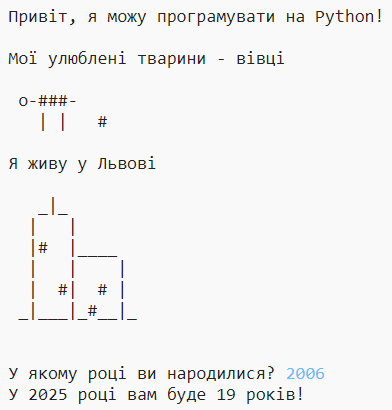 Привіт, я можу програмувати на Python!
Мої улюблені тварини - вівці
 o-###-
   | |   #
Я живу у Львові
   _|_
  |   |
  |#  |____
  |   |    |
  |  #|  # |
 _|___|_#__|_
У якому році ви народилися? 2006
У 2025 році вам буде 19 років!